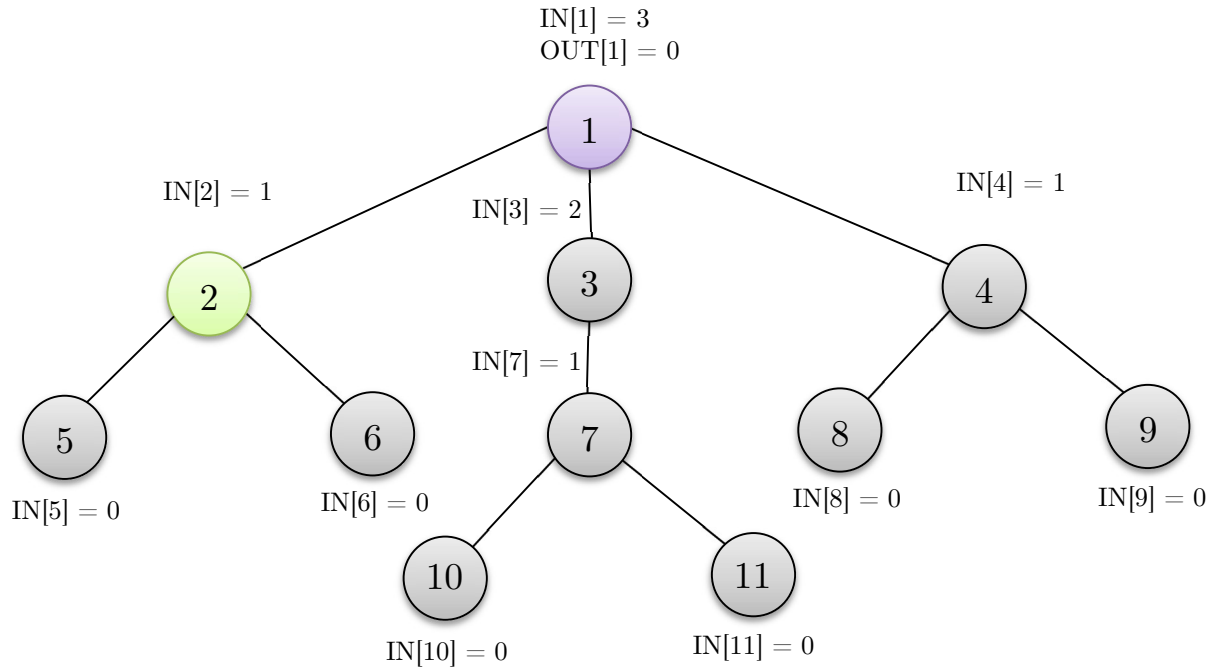 IN[1] = 3
OUT[1] = 0
1
IN[2] = 1
IN[3] = 2
IN[4] = 1
2
3
4
IN[7] = 1
5
6
7
8
9
IN[5] = 0
IN[6] = 0
IN[8] = 0
IN[9] = 0
10
11
IN[10] = 0
IN[11] = 0